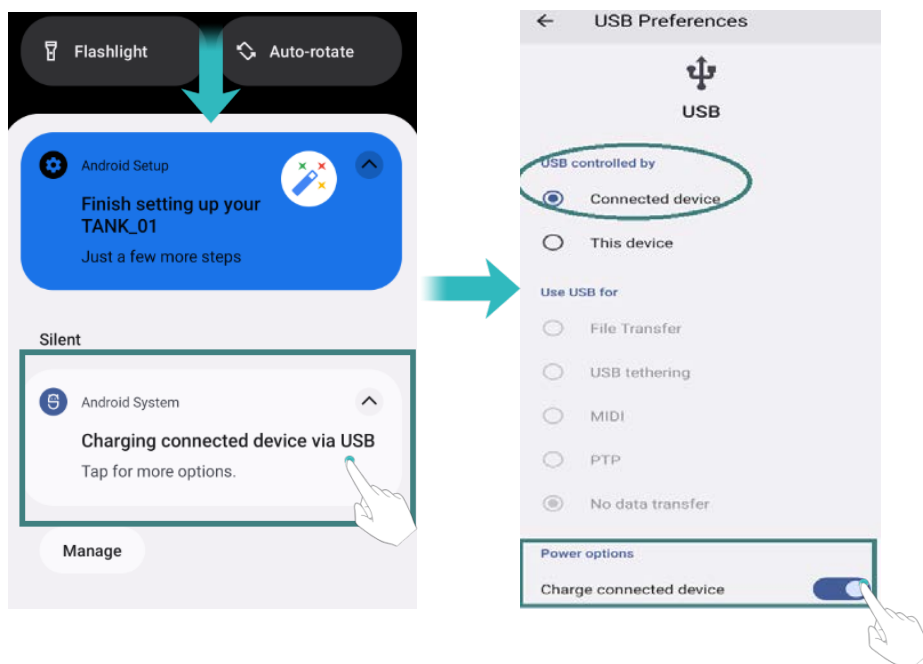 Flashlight
Auto-rotate
Android Setup
Finish setting up your
TANK_01
Just a few more steps
Silent
Android System
Charging connected device via USB
Tap for more options.
Manage
USB Preferences
USB
USB controlled by
Connected device
This device
Use USB for
File Transfer
USB tethering
MIDI
PTP
No data transfer
Power options
Charge connected device